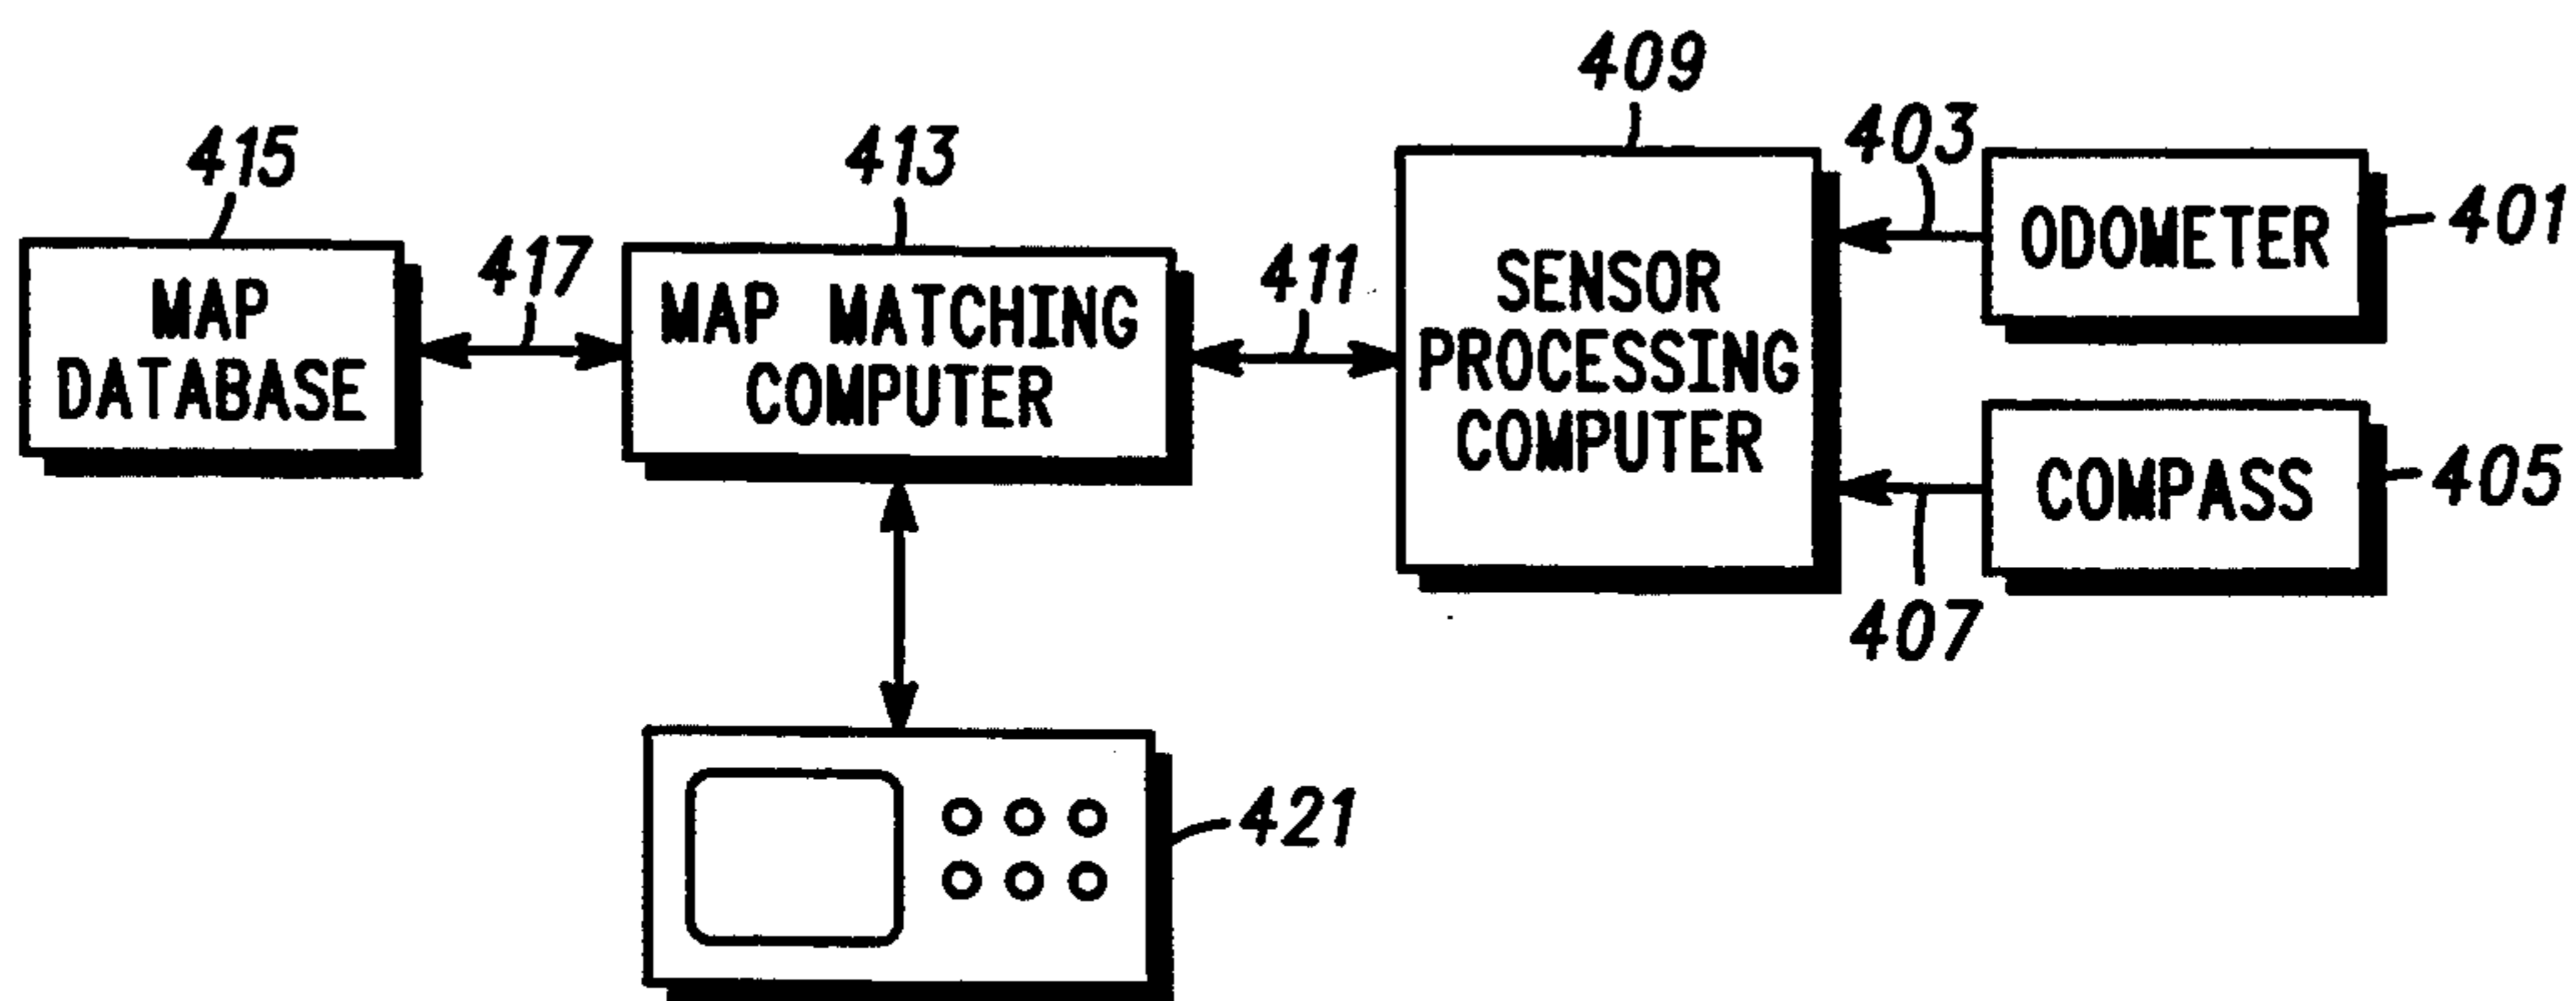 409
415
413
403
401
417
411
MAP
DATABASE
MAP MATCHING
COMPUTER
SENSOR
PROCESSING
COMPUTER
ODOMETER
COMPASS
405
407
421